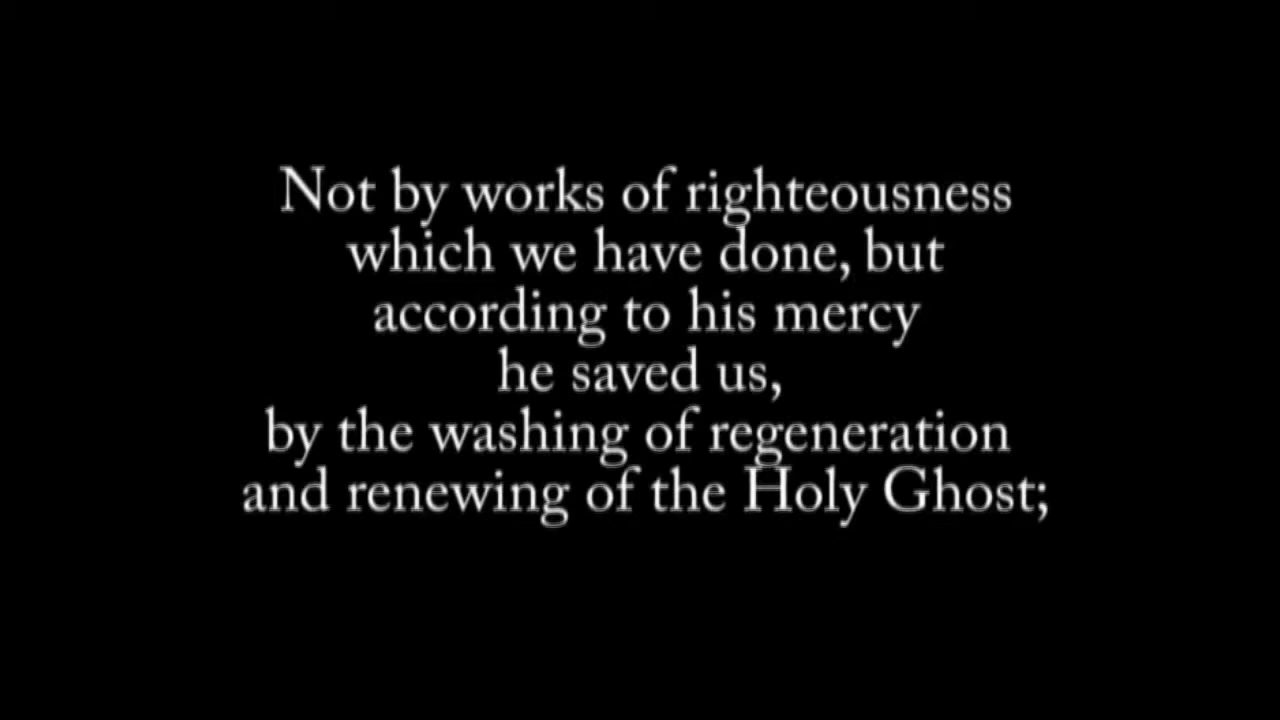 Not by works of righteousness
which we have done, but
according to his mercy
he saved us,
by the washing of regeneration
and renewing of the Holy Ghost;